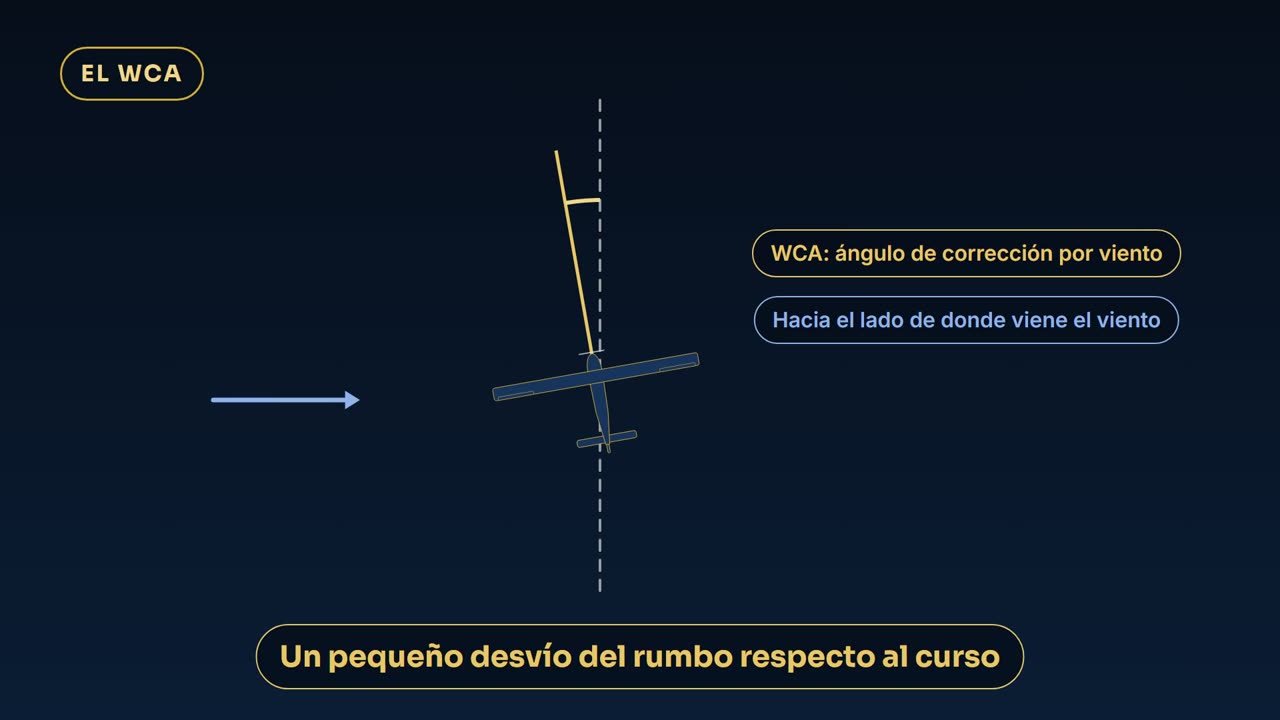 EL WCA
WCA: ángulo de corrección por viento
Hacia el lado de donde viene el viento
Un pequeño desvío del rumbo respecto al curso